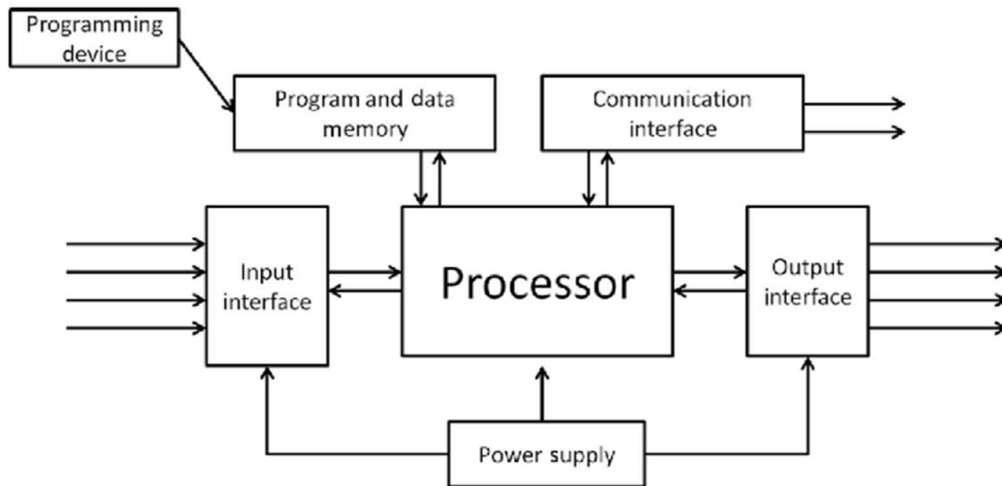 Programming
device
Program and data
memory
Communication
interface
Input
interface
Processor
Output
interface
Power supply